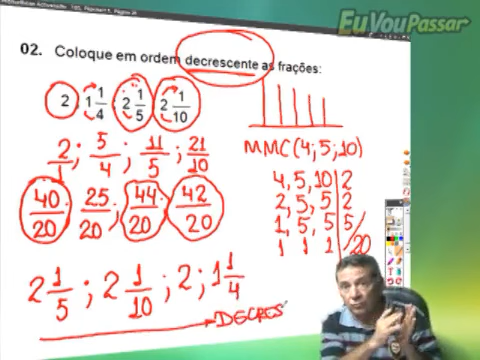 EuVouPassar
02. Coloque em ordem decrescente as frações:
2 1 1/4 2 1/5 2 1/10
2/1 ; 5/4 ; 11/5 ; 21/10
MMC(4;5;10)
40/20 25/20 ; 44/20 42/20
4, 5, 10 | 2
2, 5, 5 | 2
1, 5, 5 | 5
1 1 1 / 20
2 1/5 ; 2 1/10 ; 2 ; 1 1/4
DECRES